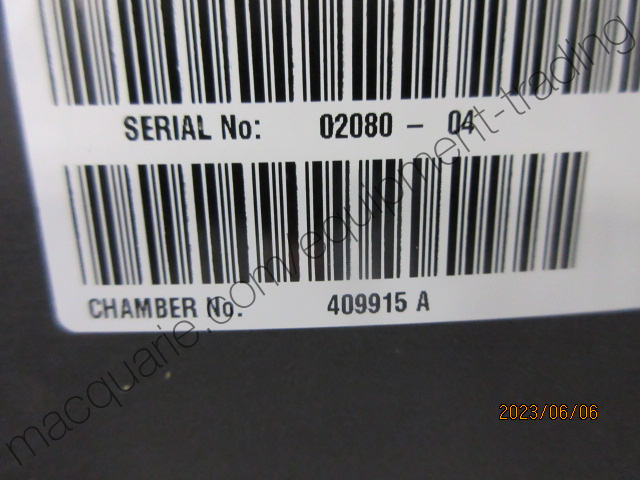 SERIAL No: 02080 - 04
CHAMBER No. 409915 A
macquarie.com/equipment-trading
2023/06/06